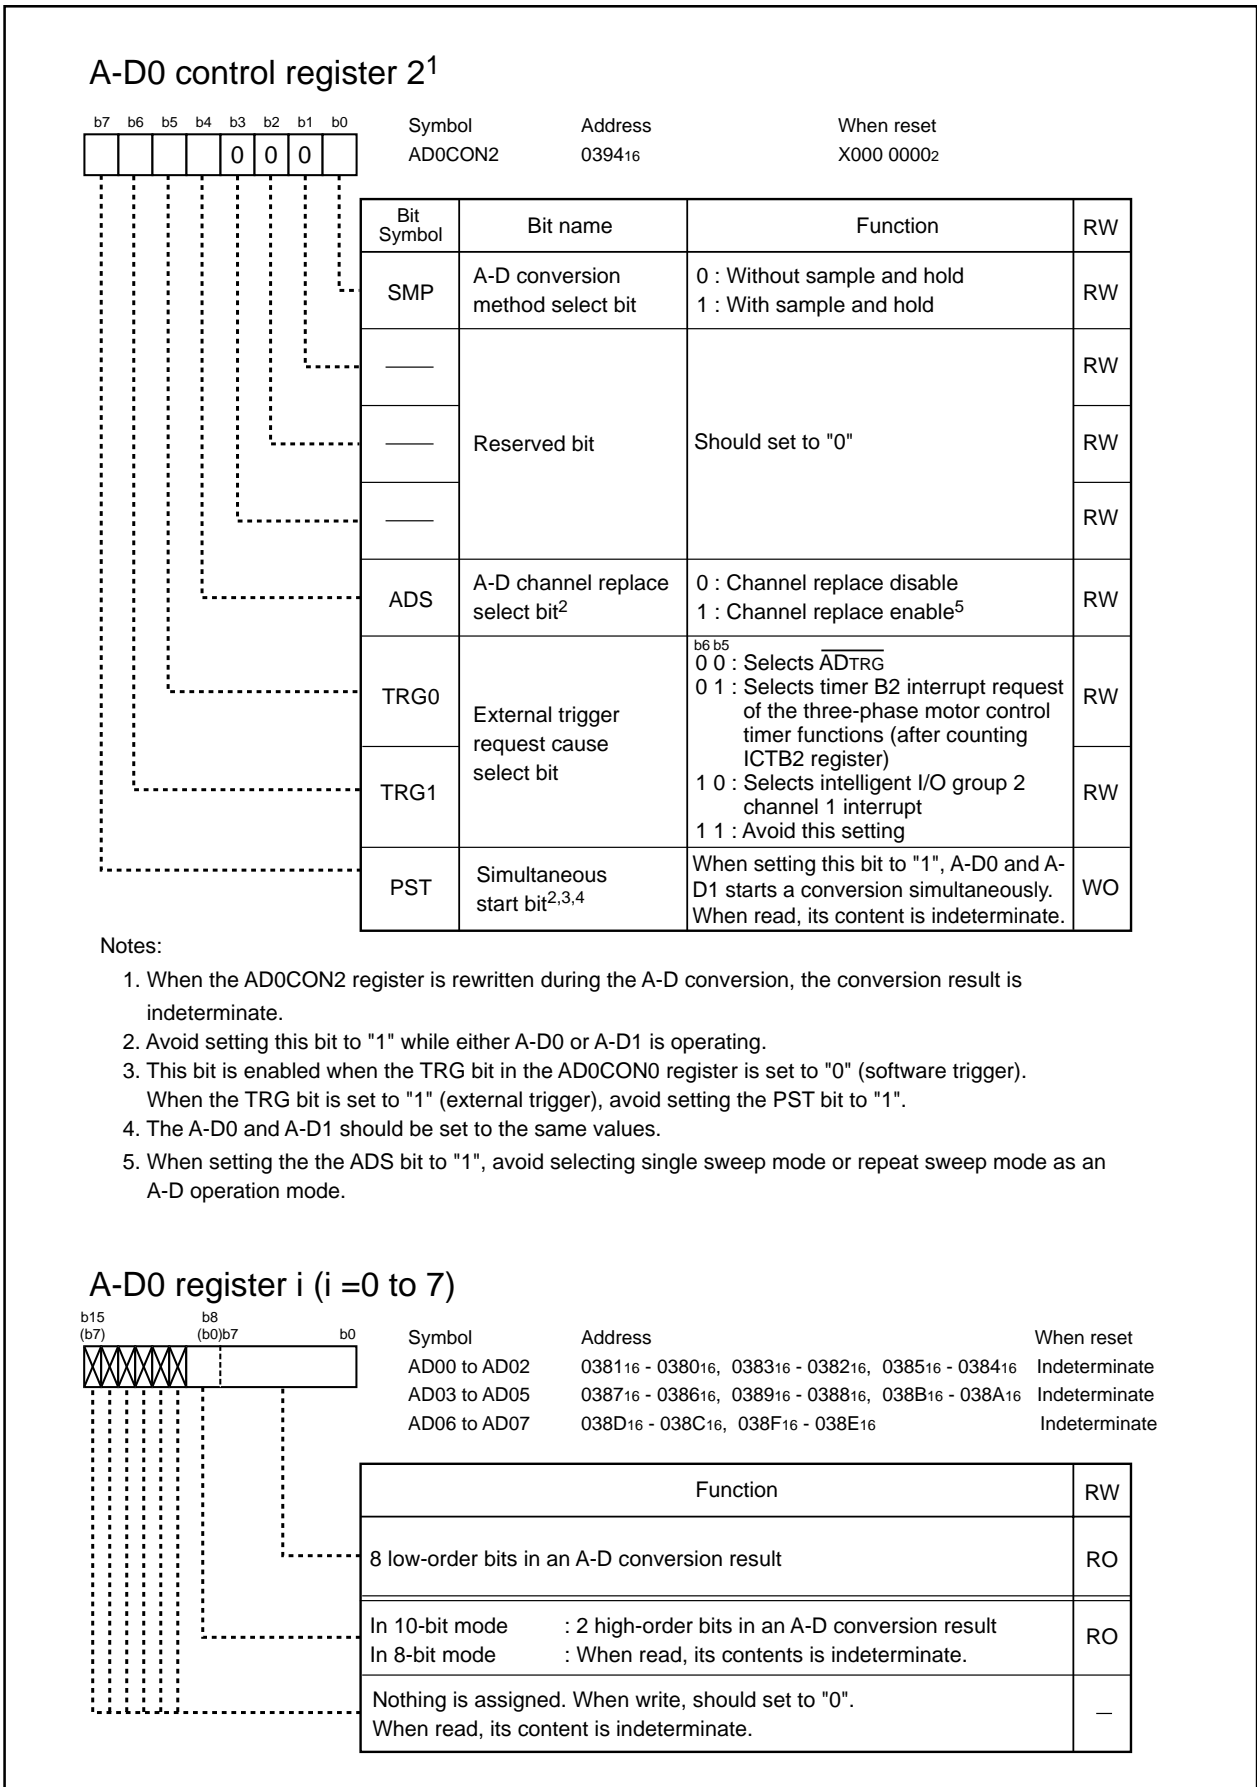 A-D0 control register 2¹
b7 b6 b5 b4 b3 b2 b1 b0
0 0 0
Symbol Address When reset
AD0CON2 0394₁₆ X000 0000₂
Bit Symbol Bit name Function RW
SMP A-D conversion method select bit 0 : Without sample and hold
1 : With sample and hold RW
—— RW
—— Reserved bit Should set to "0" RW
—— RW
ADS A-D channel replace select bit² 0 : Channel replace disable
1 : Channel replace enable⁵ RW
b6 b5
0 0 : Selects A̅D̅T̅R̅G̅
TRG0 0 1 : Selects timer B2 interrupt request RW
External trigger of the three-phase motor control
request cause timer functions (after counting
select bit ICTB2 register)
TRG1 1 0 : Selects intelligent I/O group 2 RW
channel 1 interrupt
1 1 : Avoid this setting
PST Simultaneous start bit²,³,⁴ When setting this bit to "1", A-D0 and A-
D1 starts a conversion simultaneously. WO
When read, its content is indeterminate.
Notes:
1. When the AD0CON2 register is rewritten during the A-D conversion, the conversion result is
indeterminate.
2. Avoid setting this bit to "1" while either A-D0 or A-D1 is operating.
3. This bit is enabled when the TRG bit in the AD0CON0 register is set to "0" (software trigger).
When the TRG bit is set to "1" (external trigger), avoid setting the PST bit to "1".
4. The A-D0 and A-D1 should be set to the same values.
5. When setting the the ADS bit to "1", avoid selecting single sweep mode or repeat sweep mode as an
A-D operation mode.
A-D0 register i (i =0 to 7)
b15 b8
(b7) (b0)b7 b0
Symbol Address When reset
AD00 to AD02 0381₁₆ - 0380₁₆, 0383₁₆ - 0382₁₆, 0385₁₆ - 0384₁₆ Indeterminate
AD03 to AD05 0387₁₆ - 0386₁₆, 0389₁₆ - 0388₁₆, 038B₁₆ - 038A₁₆ Indeterminate
AD06 to AD07 038D₁₆ - 038C₁₆, 038F₁₆ - 038E₁₆ Indeterminate
Function RW
8 low-order bits in an A-D conversion result RO
In 10-bit mode : 2 high-order bits in an A-D conversion result
In 8-bit mode : When read, its contents is indeterminate. RO
Nothing is assigned. When write, should set to "0".
When read, its content is indeterminate. —